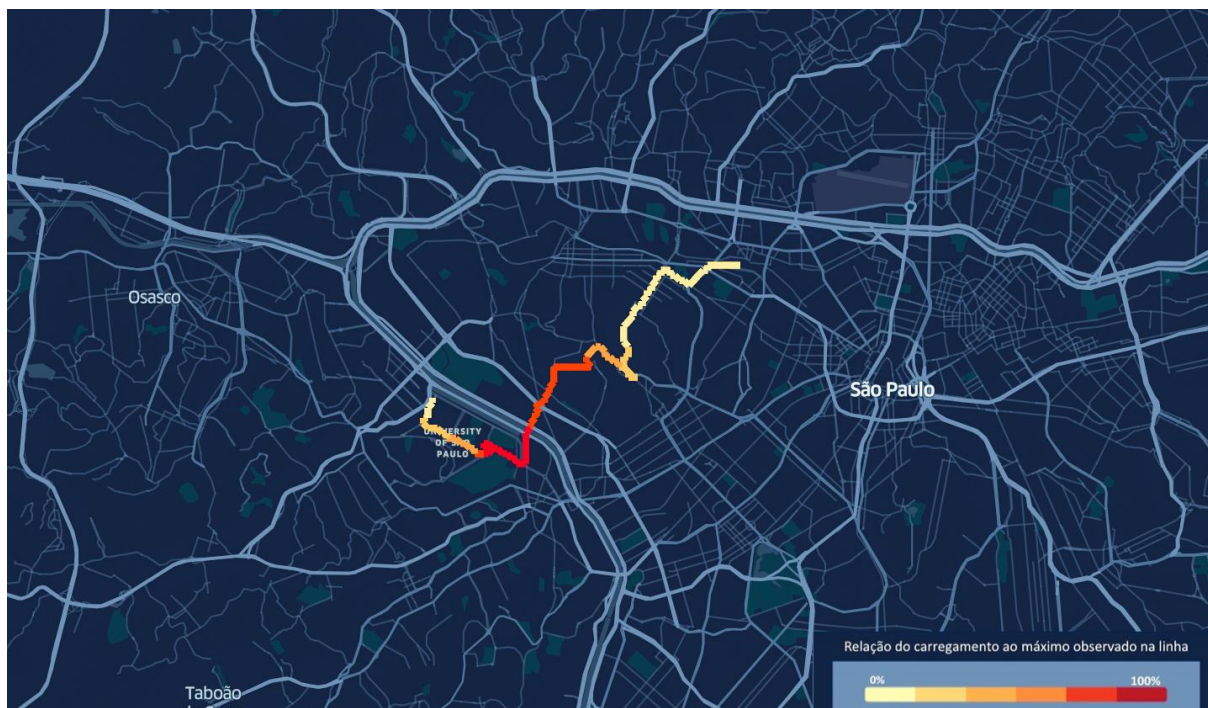 Osasco
São Paulo
UNIVERSITY
OF SÃO
PAULO
Relação do carregamento ao máximo observado na linha
0%
100%
Taboão